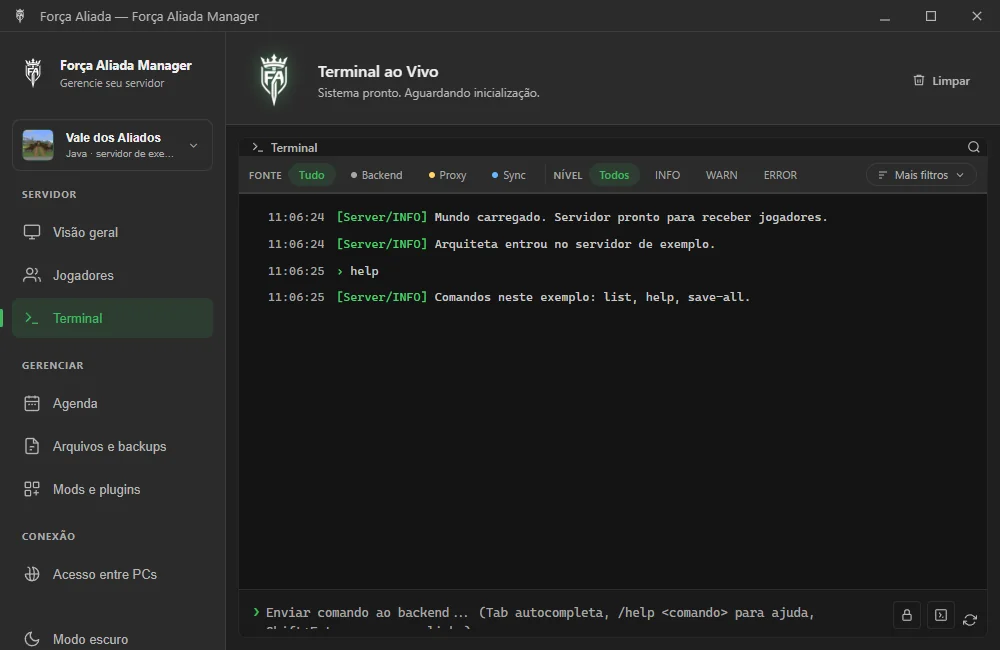 Força Aliada — Força Aliada Manager
Força Aliada Manager
Gerencie seu servidor
Vale dos Aliados
Java · servidor de exe...
SERVIDOR
Visão geral
Jogadores
Terminal
GERENCIAR
Agenda
Arquivos e backups
Mods e plugins
CONEXÃO
Acesso entre PCs
Modo escuro
FA
Terminal ao Vivo
Sistema pronto. Aguardando inicialização.
Limpar
Terminal
FONTE Tudo Backend Proxy Sync NÍVEL Todos INFO WARN ERROR Mais filtros
11:06:24 [Server/INFO] Mundo carregado. Servidor pronto para receber jogadores.
11:06:24 [Server/INFO] Arquiteta entrou no servidor de exemplo.
11:06:25 › help
11:06:25 [Server/INFO] Comandos neste exemplo: list, help, save-all.
❯ Enviar comando ao backend... (Tab autocompleta, /help <comando> para ajuda,